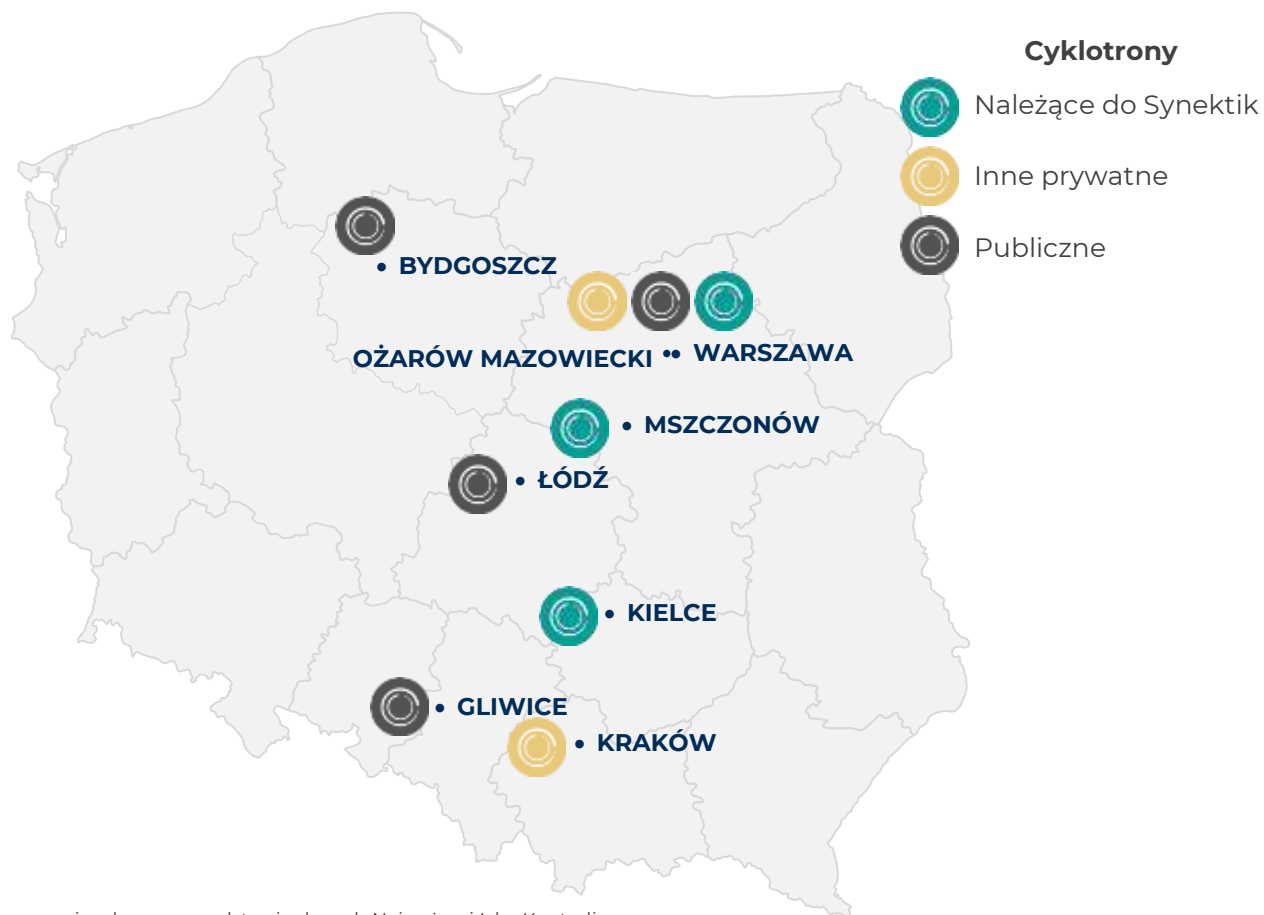 Cyklotrony
Należące do Synektik
Inne prywatne
Publiczne
• BYDGOSZCZ
OŻARÓW MAZOWIECKI •• WARSZAWA
• MSZCZONÓW
• ŁÓDŹ
• KIELCE
• GLIWICE
• KRAKÓW